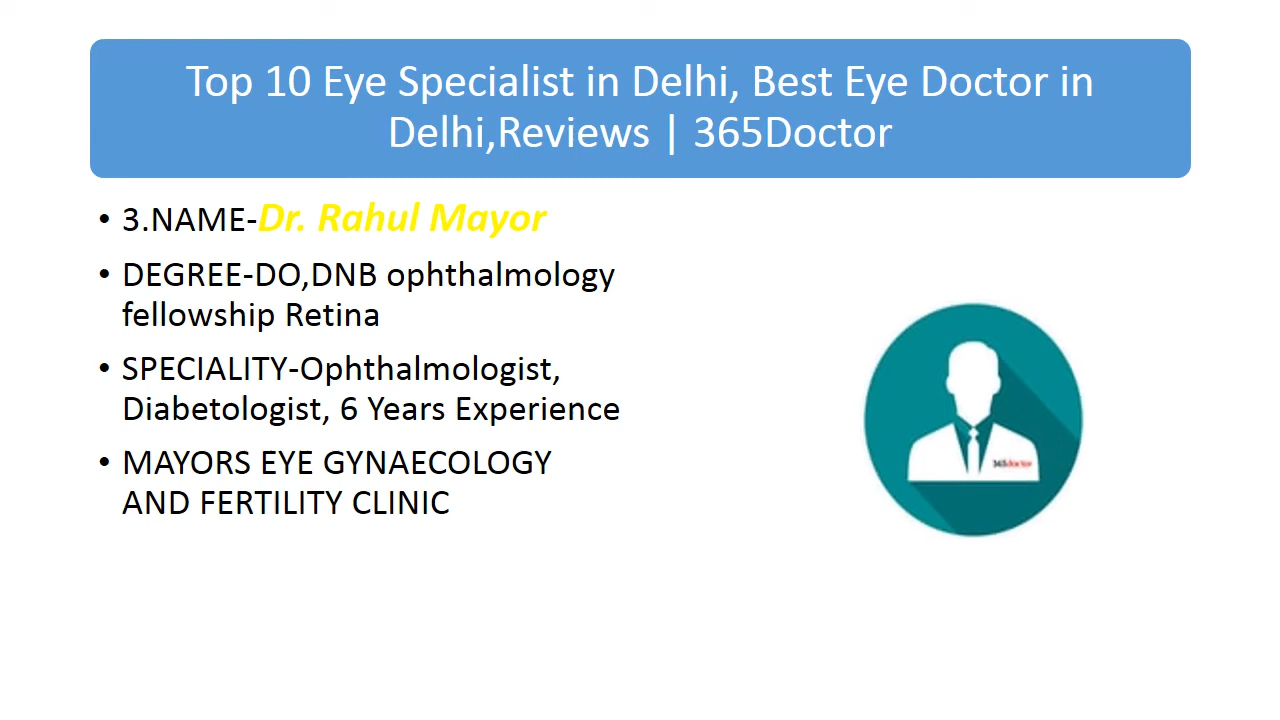 Top 10 Eye Specialist in Delhi, Best Eye Doctor in
Delhi,Reviews | 365Doctor
• 3.NAME-Dr. Rahul Mayor
• DEGREE-DO,DNB ophthalmology
fellowship Retina
• SPECIALITY-Ophthalmologist,
Diabetologist, 6 Years Experience
• MAYORS EYE GYNAECOLOGY
AND FERTILITY CLINIC
365doctor